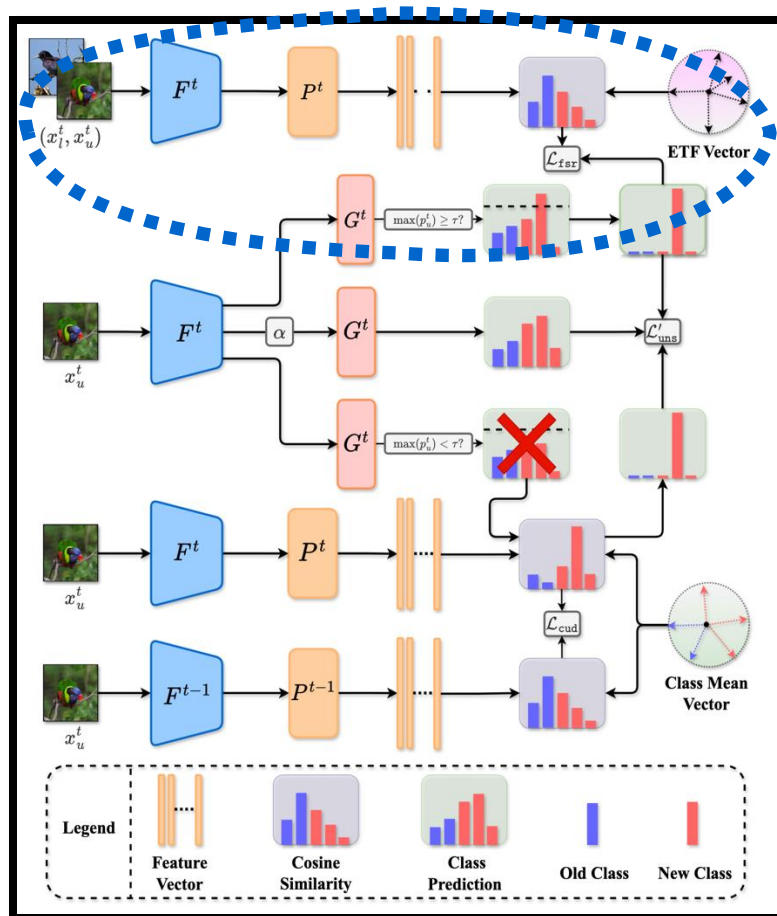 F^t
P^t
(x_l^t, x_u^t)
ETF Vector
L_fsr
G^t
max(p_u^t) ≥ τ?
F^t
α
G^t
L'_uns
x_u^t
G^t
max(p_u^t) < τ?
F^t
P^t
x_u^t
L_cud
F^{t-1}
P^{t-1}
Class Mean
Vector
x_u^t
Legend
Feature
Vector
Cosine
Similarity
Class
Prediction
Old Class
New Class